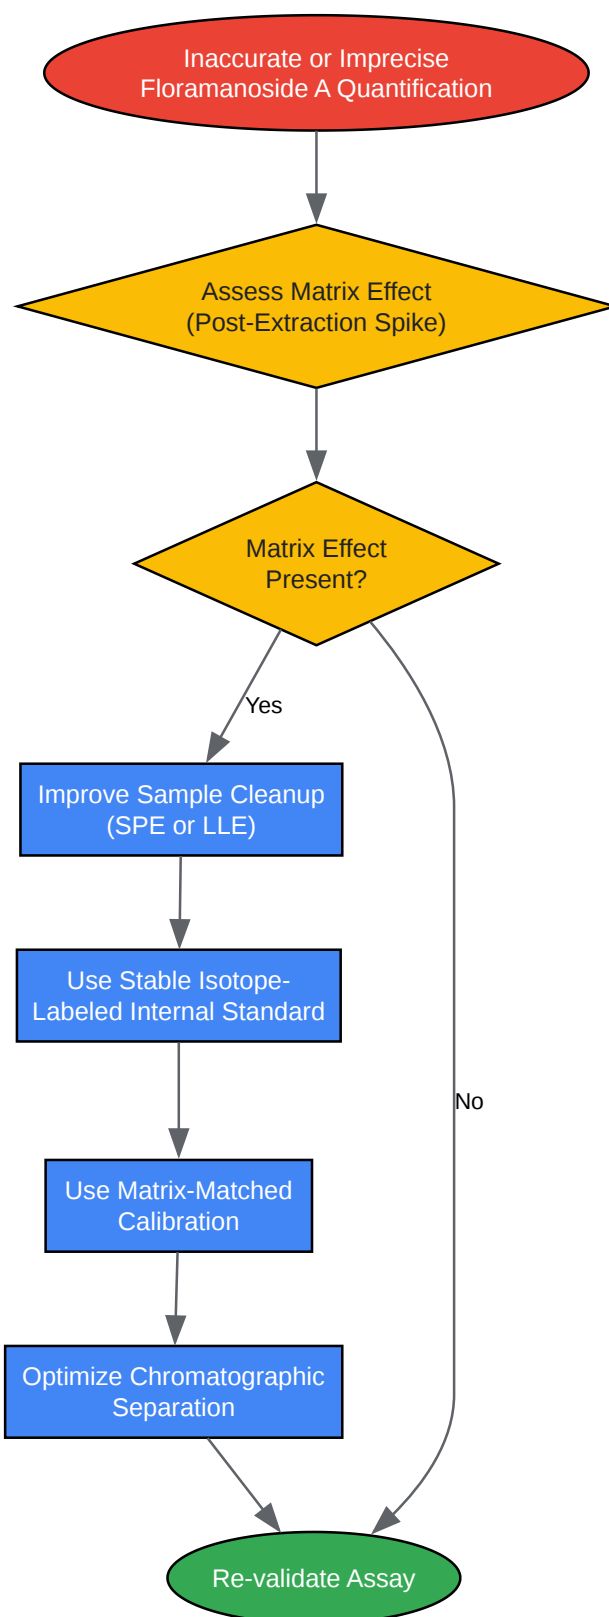 Inaccurate or Imprecise
Floramanoside A Quantification
Assess Matrix Effect
(Post-Extraction Spike)
Matrix Effect
Present?
Yes
Improve Sample Cleanup
(SPE or LLE)
Use Stable Isotope-
Labeled Internal Standard
No
Use Matrix-Matched
Calibration
Optimize Chromatographic
Separation
Re-validate Assay